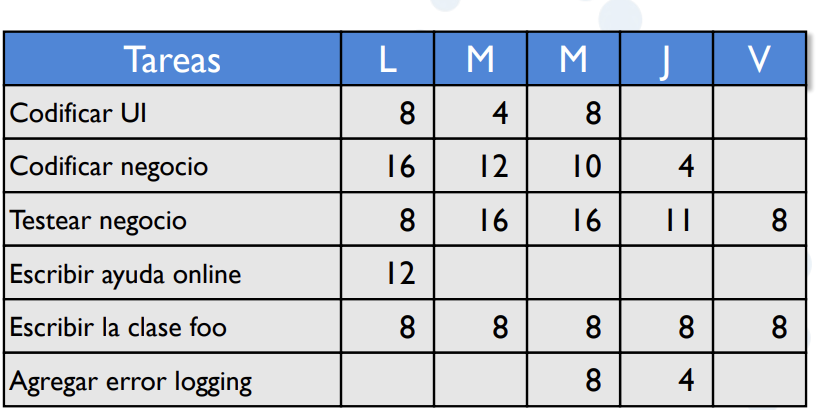 Tareas L M M J V
Codificar UI 8 4 8
Codificar negocio 16 12 10 4
Testear negocio 8 16 16 11 8
Escribir ayuda online 12
Escribir la clase foo 8 8 8 8 8
Agregar error logging 8 4